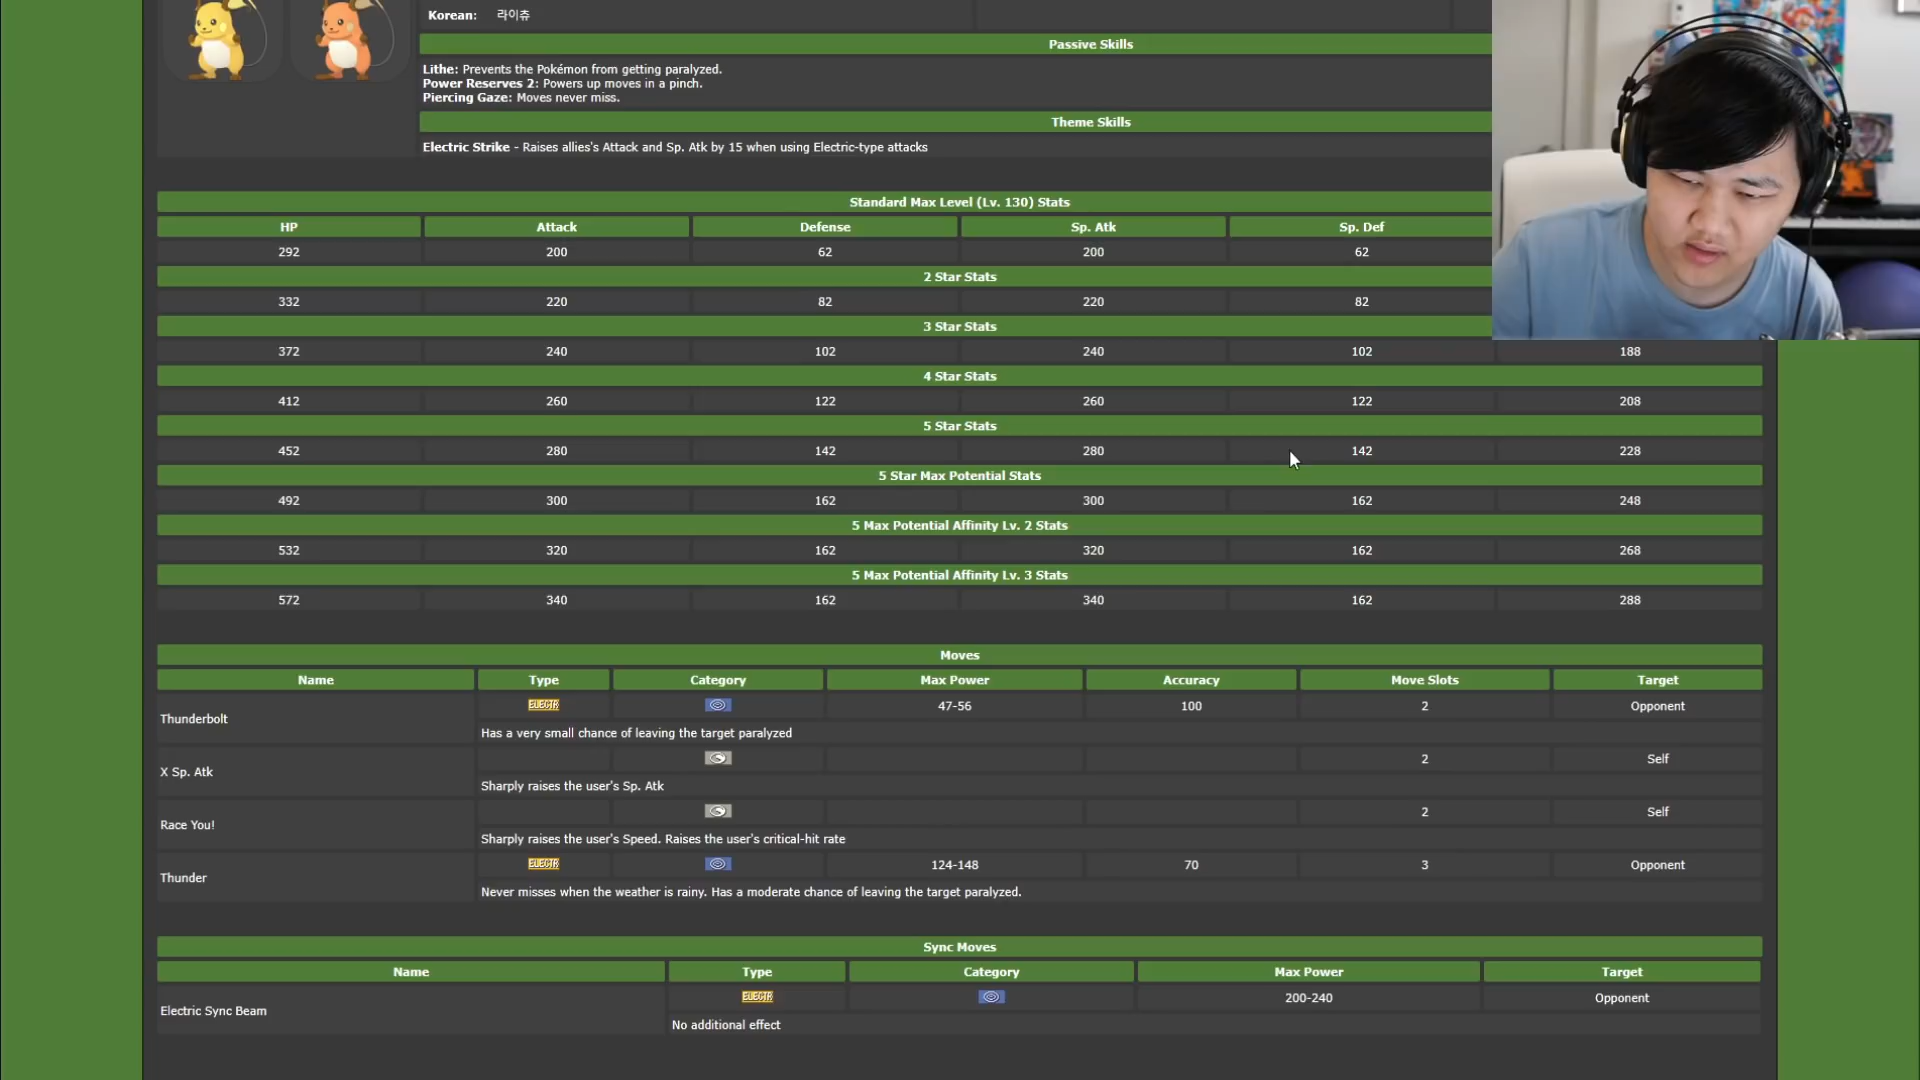 Korean: 라이츄
Passive Skills
Lithe: Prevents the Pokémon from getting paralyzed.
Power Reserves 2: Powers up moves in a pinch.
Piercing Gaze: Moves never miss.
Theme Skills
Electric Strike - Raises allies's Attack and Sp. Atk by 15 when using Electric-type attacks
Standard Max Level (Lv. 130) Stats
HP Attack Defense Sp. Atk Sp. Def
292 200 62 200 62
2 Star Stats
332 220 82 220 82
3 Star Stats
372 240 102 240 102 188
4 Star Stats
412 260 122 260 122 208
5 Star Stats
452 280 142 280 142 228
5 Star Max Potential Stats
492 300 162 300 162 248
5 Max Potential Affinity Lv. 2 Stats
532 320 162 320 162 268
5 Max Potential Affinity Lv. 3 Stats
572 340 162 340 162 288
Moves
Name Type Category Max Power Accuracy Move Slots Target
Thunderbolt ELECTR 47-56 100 2 Opponent
Has a very small chance of leaving the target paralyzed
X Sp. Atk 2 Self
Sharply raises the user's Sp. Atk
Race You! 2 Self
Sharply raises the user's Speed. Raises the user's critical-hit rate
Thunder ELECTR 124-148 70 3 Opponent
Never misses when the weather is rainy. Has a moderate chance of leaving the target paralyzed.
Sync Moves
Name Type Category Max Power Target
Electric Sync Beam ELECTR 200-240 Opponent
No additional effect